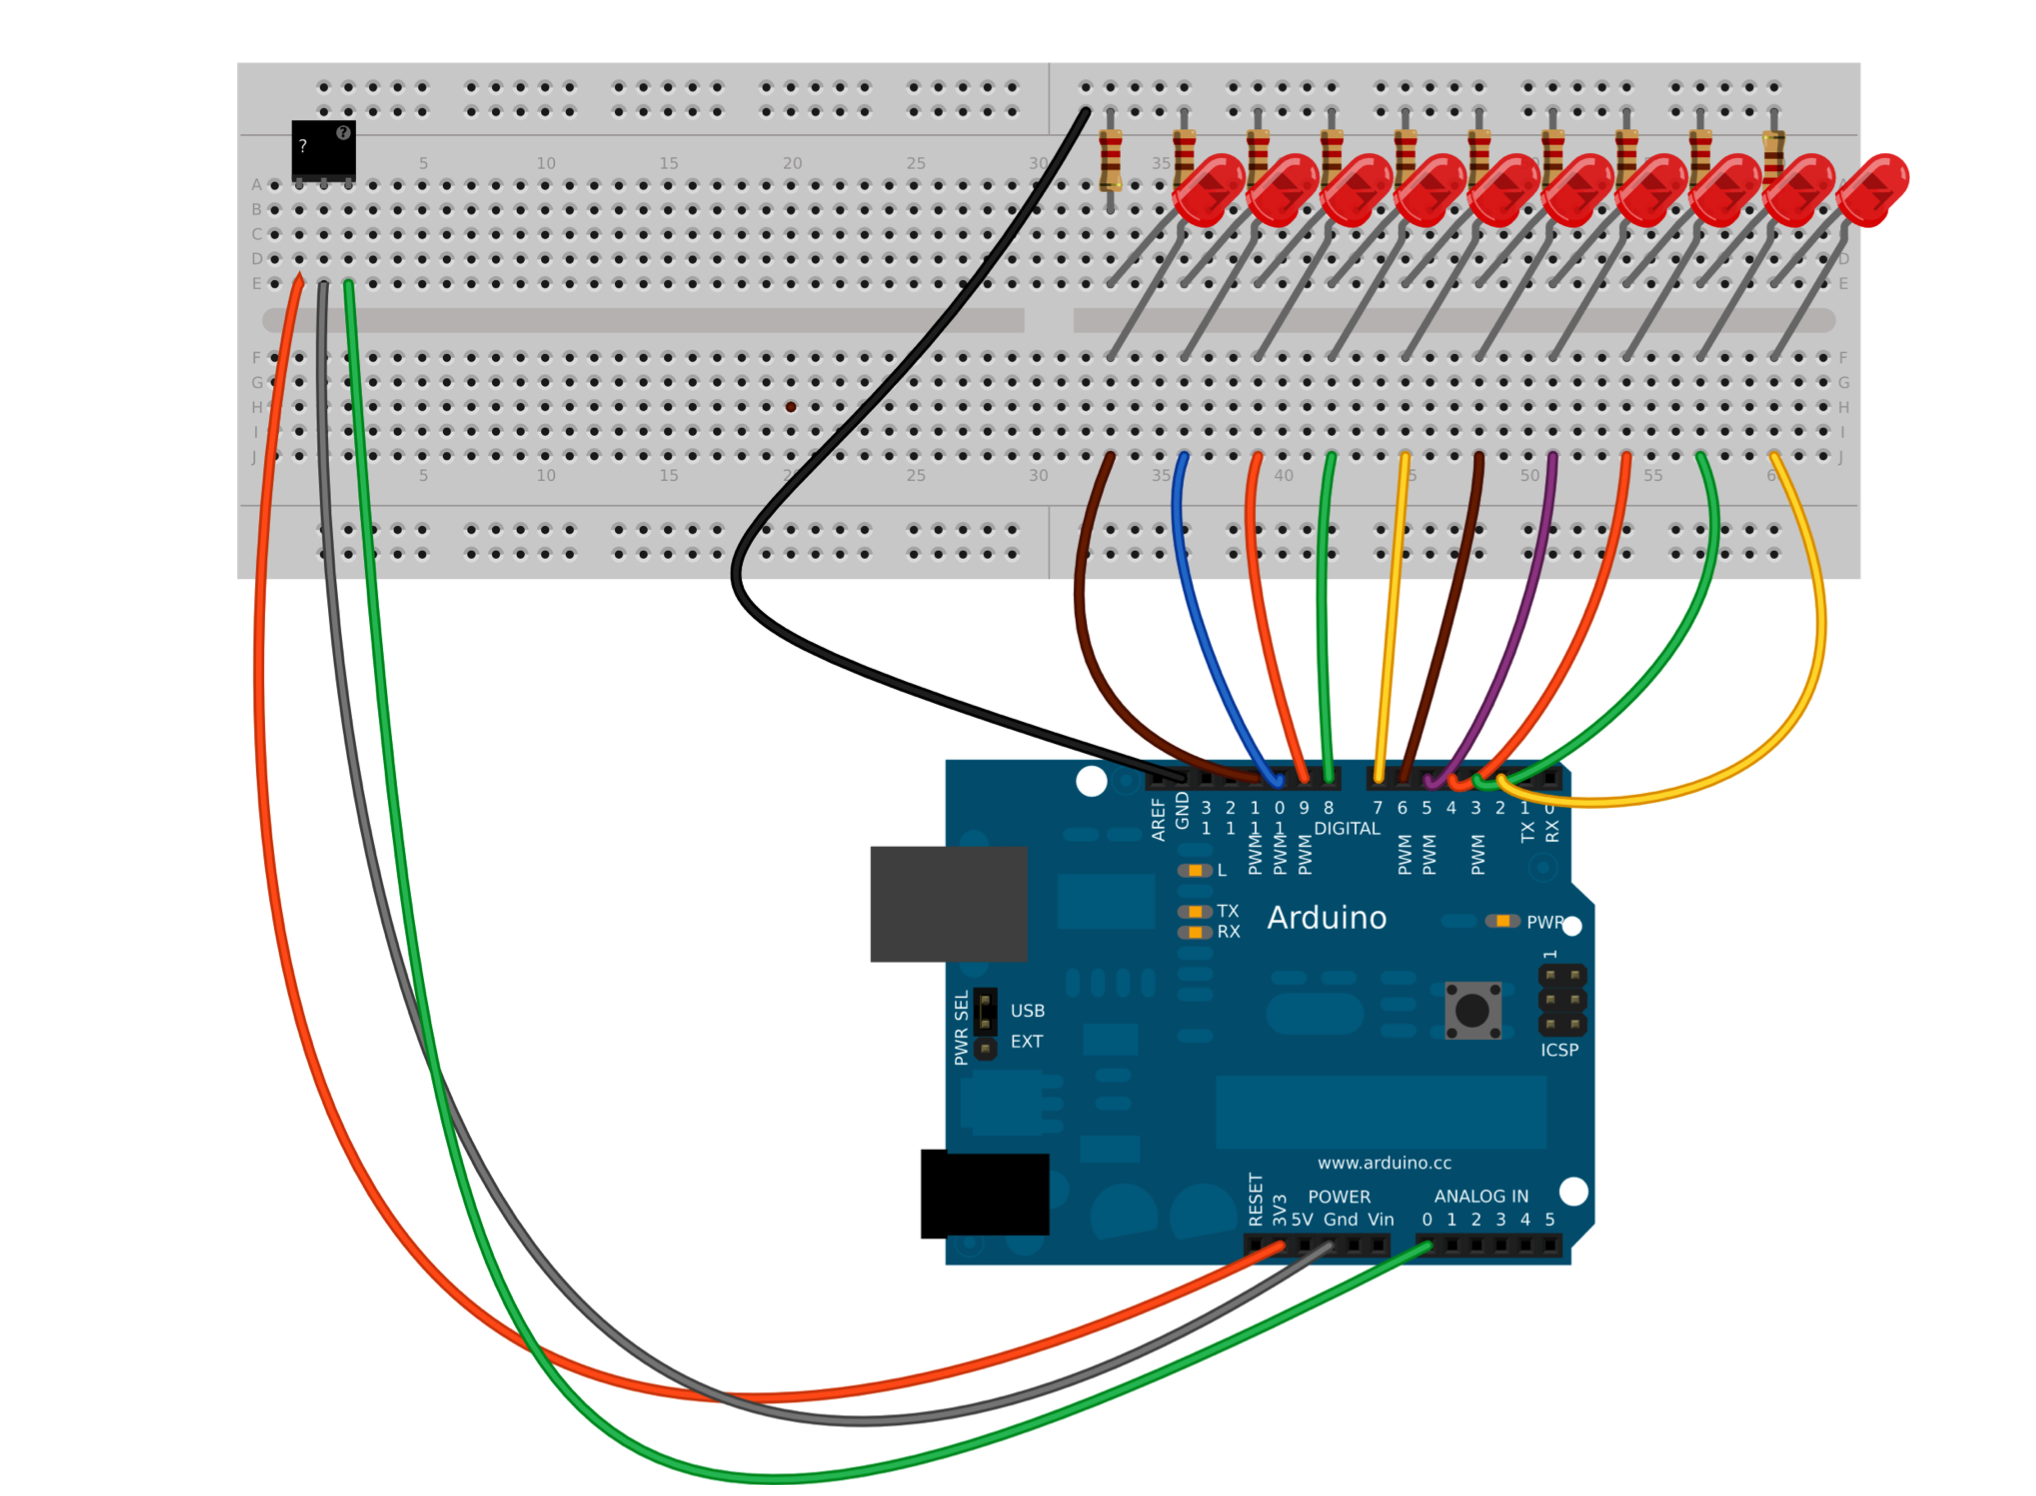 ?
?
5 10 15 20 25 30 35
A
B
C
D D
E E
F F
G G
H H
I I
J J
5 10 15 25 30 35 40 50 55 6
AREF GND 13 12 11 10 9 8 7 6 5 4 3 2 1 0
PWM PWM PWM DIGITAL PWM PWM PWM TX RX
L
TX
RX
Arduino
PWR
1
PWR SEL
USB
EXT
ICSP
www.arduino.cc
RESET 3V3
POWER ANALOG IN
5V Gnd Vin 0 1 2 3 4 5